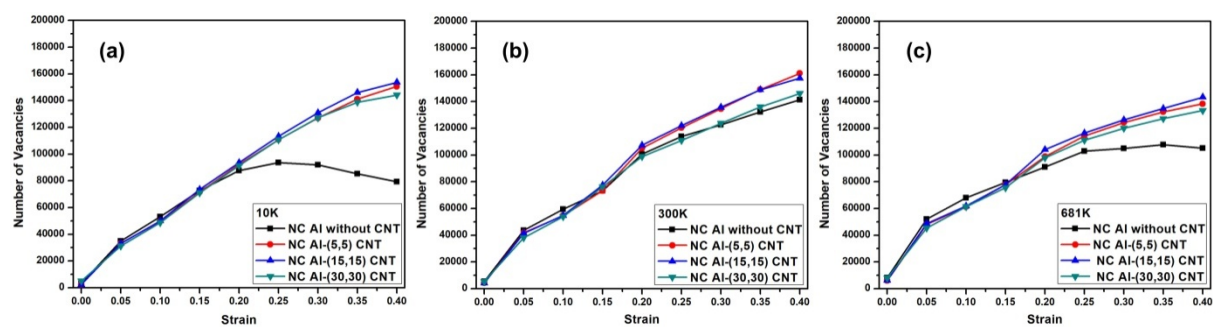 (a)
Number of Vacancies
200000
180000
160000
140000
120000
100000
80000
60000
40000
20000
0
0.00 0.05 0.10 0.15 0.20 0.25 0.30 0.35 0.40
Strain
10K
NC Al without CNT
NC Al-(5,5) CNT
NC Al-(15,15) CNT
NC Al-(30,30) CNT
(b)
Number of Vacancies
200000
180000
160000
140000
120000
100000
80000
60000
40000
20000
0
0.00 0.05 0.10 0.15 0.20 0.25 0.30 0.35 0.40
Strain
300K
NC Al without CNT
NC Al-(5,5) CNT
NC Al-(15,15) CNT
NC Al-(30,30) CNT
(c)
Number of Vacancies
200000
180000
160000
140000
120000
100000
80000
60000
40000
20000
0
0.00 0.05 0.10 0.15 0.20 0.25 0.30 0.35 0.40
Strain
681K
NC Al without CNT
NC Al-(5,5) CNT
NC Al-(15,15) CNT
NC Al-(30,30) CNT